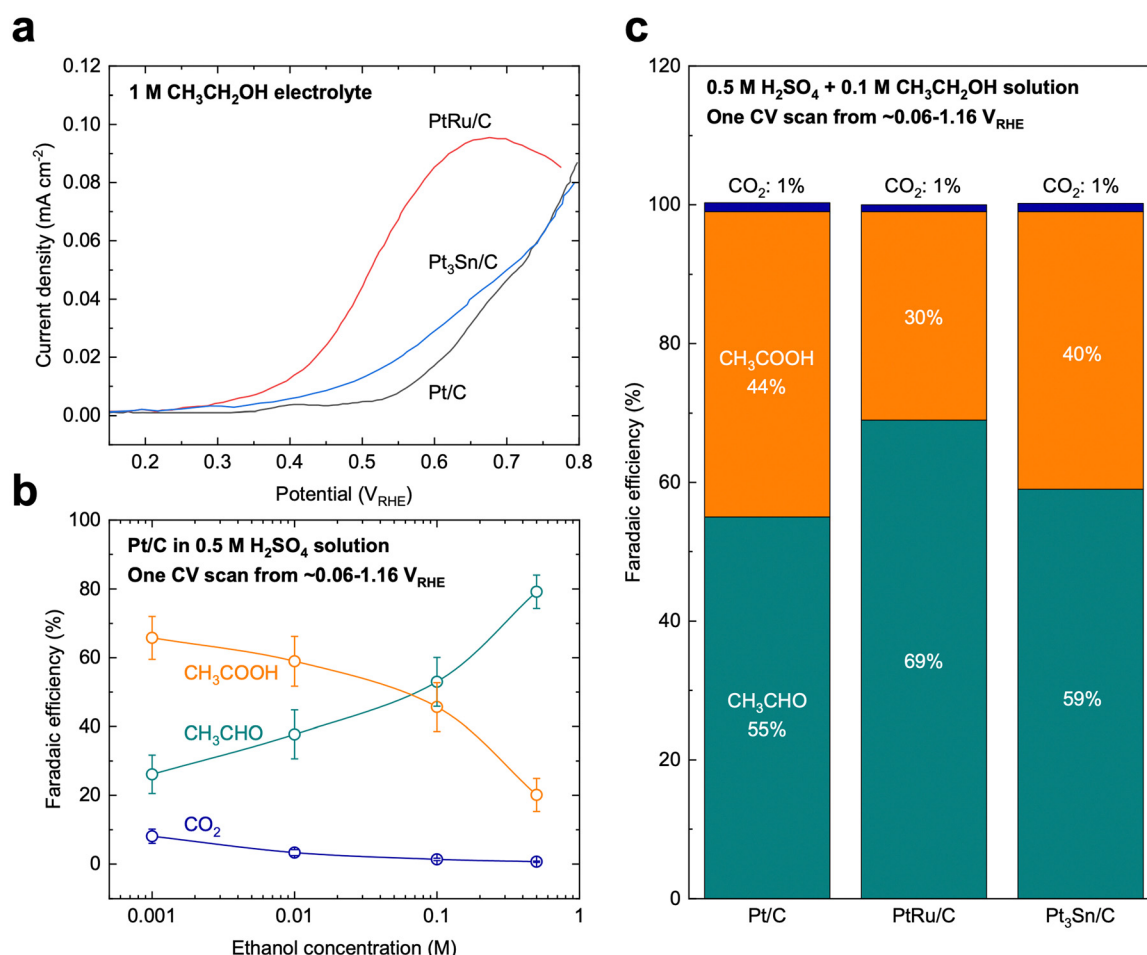 a
0.12
0.10
0.08
0.06
0.04
0.02
0.00
Current density (mA cm⁻²)
1 M CH₃CH₂OH electrolyte
PtRu/C
Pt₃Sn/C
Pt/C
0.2 0.3 0.4 0.5 0.6 0.7 0.8
Potential (V_RHE)
b
100
80
60
40
20
0
Faradaic efficiency (%)
Pt/C in 0.5 M H₂SO₄ solution
One CV scan from ~0.06-1.16 V_RHE
CH₃COOH
CH₃CHO
CO₂
0.001 0.01 0.1 1
Ethanol concentration (M)
c
120
100
80
60
40
20
0
Faradaic efficiency (%)
0.5 M H₂SO₄ + 0.1 M CH₃CH₂OH solution
One CV scan from ~0.06-1.16 V_RHE
CO₂: 1% CO₂: 1% CO₂: 1%
CH₃COOH
44%
30%
40%
CH₃CHO
55%
69%
59%
Pt/C PtRu/C Pt₃Sn/C